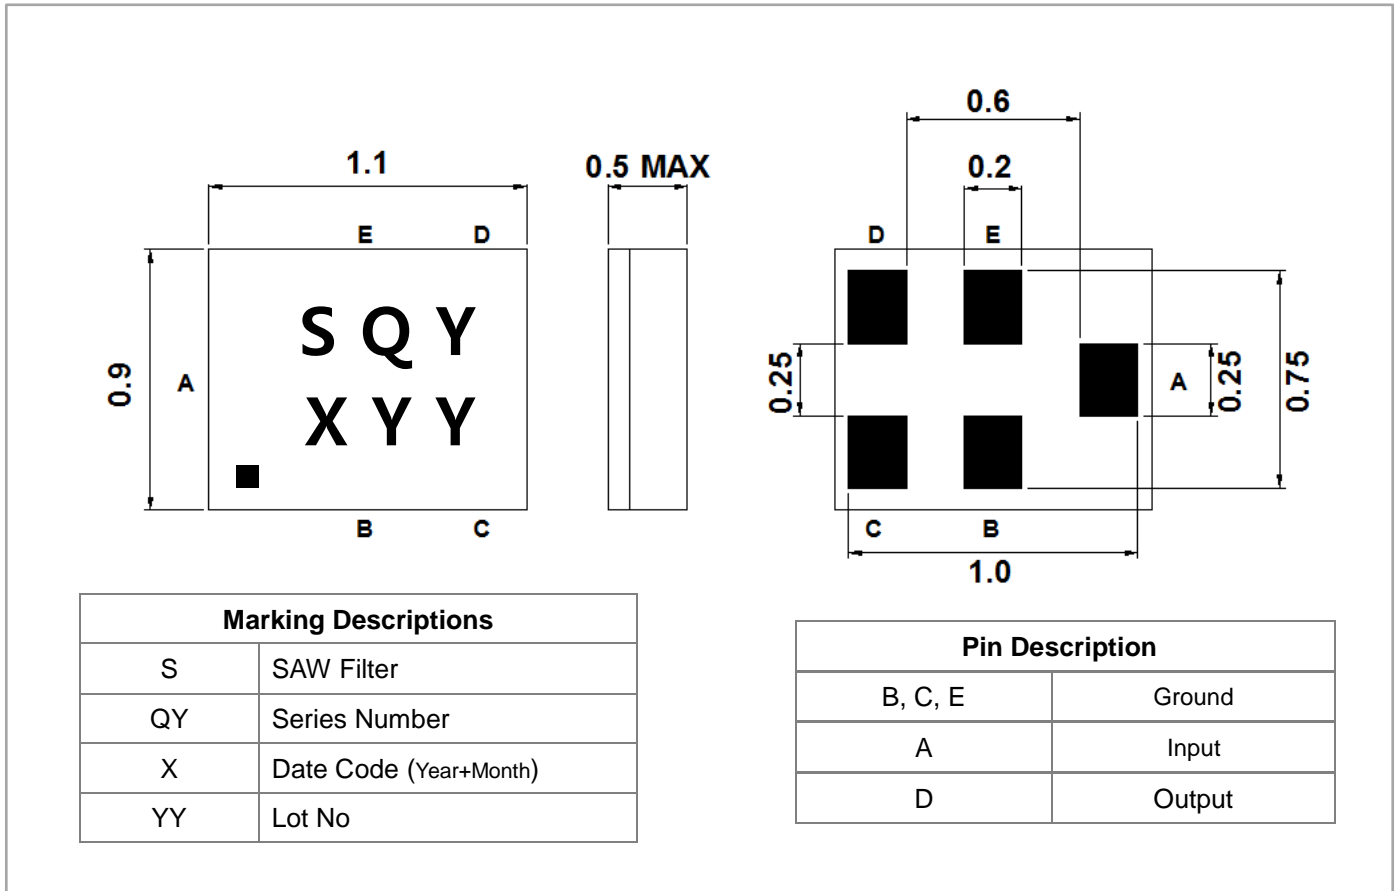 0.6
1.1
0.5 MAX
0.2
E
D
D
E
S Q Y
X Y Y
0.9
A
0.25
A
0.25
0.75
B
C
C
B
1.0
Marking Descriptions
S
SAW Filter
QY
Series Number
X
Date Code (Year+Month)
YY
Lot No
Pin Description
B, C, E
Ground
A
Input
D
Output